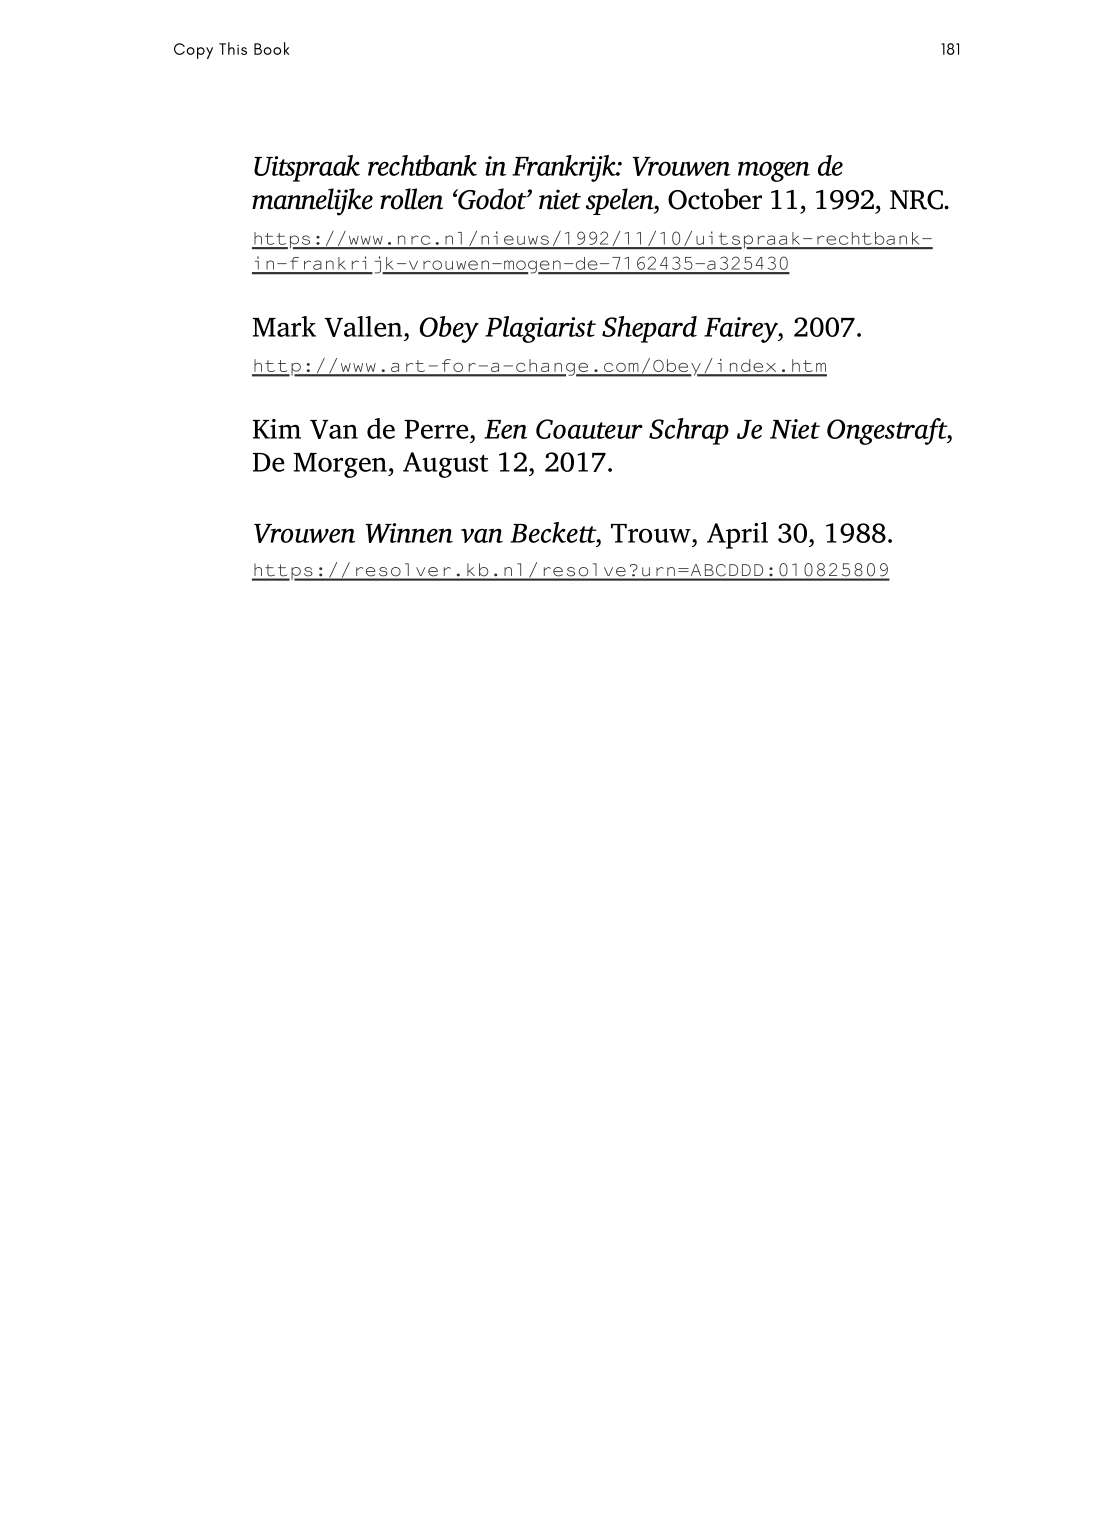 Copy This Book 181
Uitspraak rechtbank in Frankrijk: Vrouwen mogen de
mannelijke rollen ‘Godot’ niet spelen, October 11, 1992, NRC.
https://www.nrc.nl/nieuws/1992/11/10/uitspraak-rechtbank-
in-frankrijk-vrouwen-mogen-de-7162435-a325430
Mark Vallen, Obey Plagiarist Shepard Fairey, 2007.
http://www.art-for-a-change.com/Obey/index.htm
Kim Van de Perre, Een Coauteur Schrap Je Niet Ongestraft,
De Morgen, August 12, 2017.
Vrouwen Winnen van Beckett, Trouw, April 30, 1988.
https://resolver.kb.nl/resolve?urn=ABCDDD:010825809